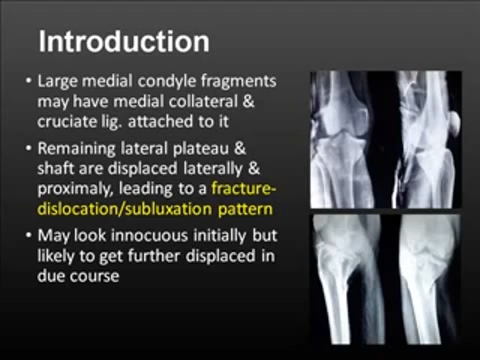 Introduction
• Large medial condyle fragments
may have medial collateral &
cruciate lig. attached to it
• Remaining lateral plateau &
shaft are displaced laterally &
proximaly, leading to a fracture-
dislocation/subluxation pattern
• May look innocuous initially but
likely to get further displaced in
due course